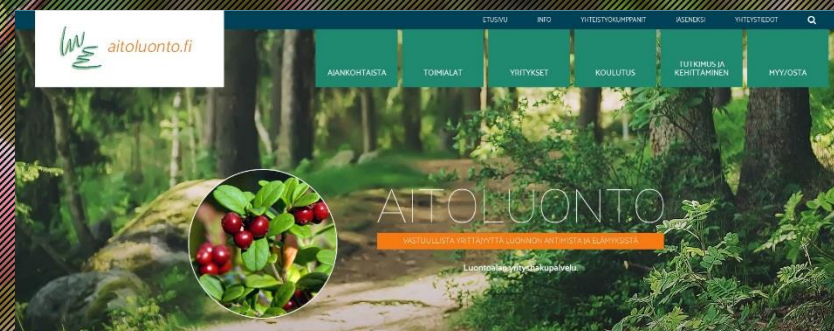 ETUSIVU INFO YHTEISTYÖKUMPPANIT JÄSENEKSI YHTEYSTIEDOT
aitoluonto.fi
AJANKOHTAISTA TOIMIALAT YRITYKSET KOULUTUS TUTKIMUS JA KEHITTÄMINEN MYY/OSTA
AITOLUONTO
VASTUULLISTA YRITTÄJYYTTÄ LUONNON ANTIMISTA JA ELÄMYKSISTÄ
Luontoalan yrityshakupalvelu.